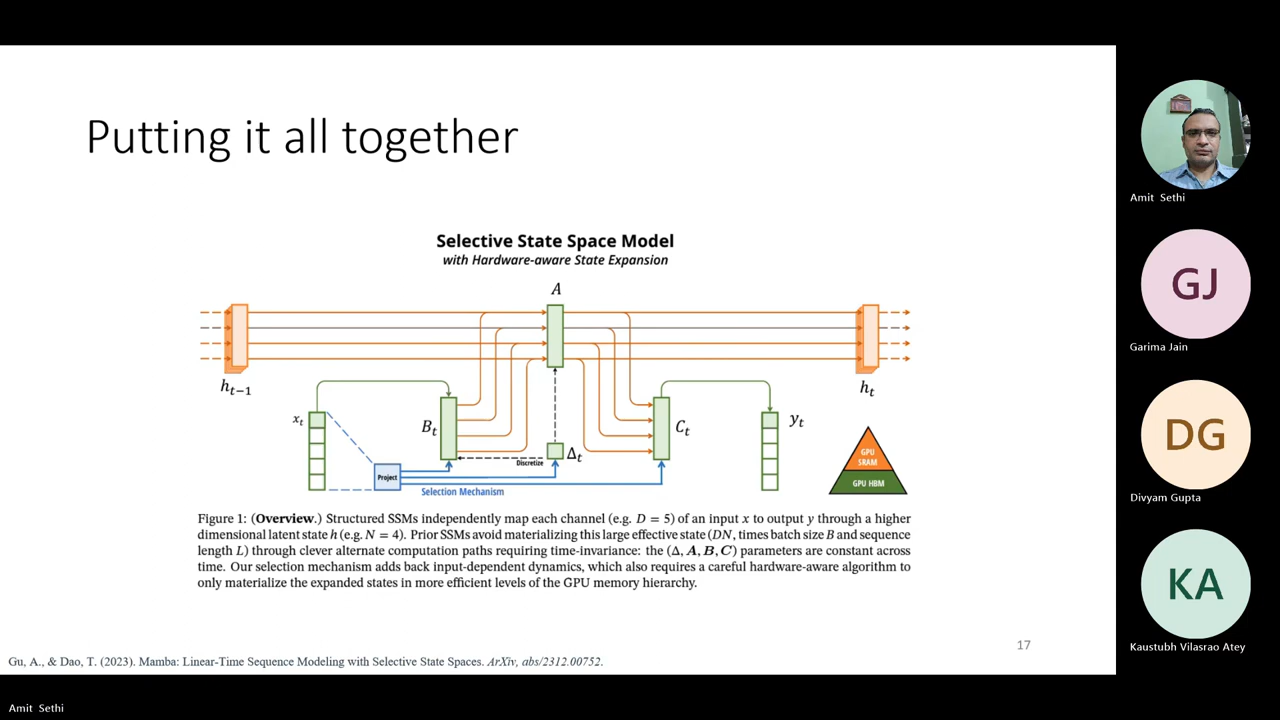 Putting it all together
Selective State Space Model
with Hardware-aware State Expansion
A
h_{t−1}
h_t
x_t
B_t
C_t
y_t
Δ_t
Discretize
Project
Selection Mechanism
GPU
SRAM
GPU HBM
Figure 1: (Overview.) Structured SSMs independently map each channel (e.g. D = 5) of an input x to output y through a higher
dimensional latent state h (e.g. N = 4). Prior SSMs avoid materializing this large effective state (DN, times batch size B and sequence
length L) through clever alternate computation paths requiring time-invariance: the (Δ, A, B, C) parameters are constant across
time. Our selection mechanism adds back input-dependent dynamics, which also requires a careful hardware-aware algorithm to
only materialize the expanded states in more efficient levels of the GPU memory hierarchy.
17
Gu, A., & Dao, T. (2023). Mamba: Linear-Time Sequence Modeling with Selective State Spaces. ArXiv, abs/2312.00752.
Amit Sethi
GJ
Garima Jain
DG
Divyam Gupta
KA
Kaustubh Vilasrao Atey
Amit Sethi